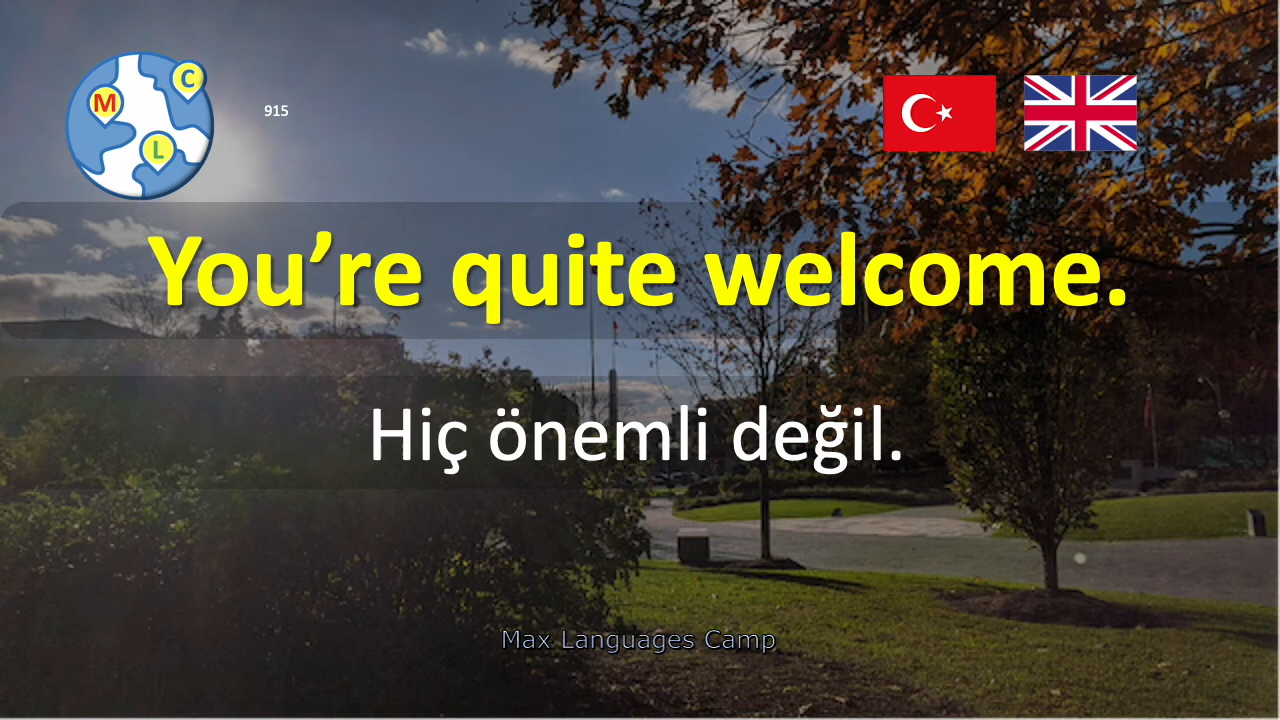 C
M
L
915
You’re quite welcome.
Hiç önemli değil.
Max Languages Camp